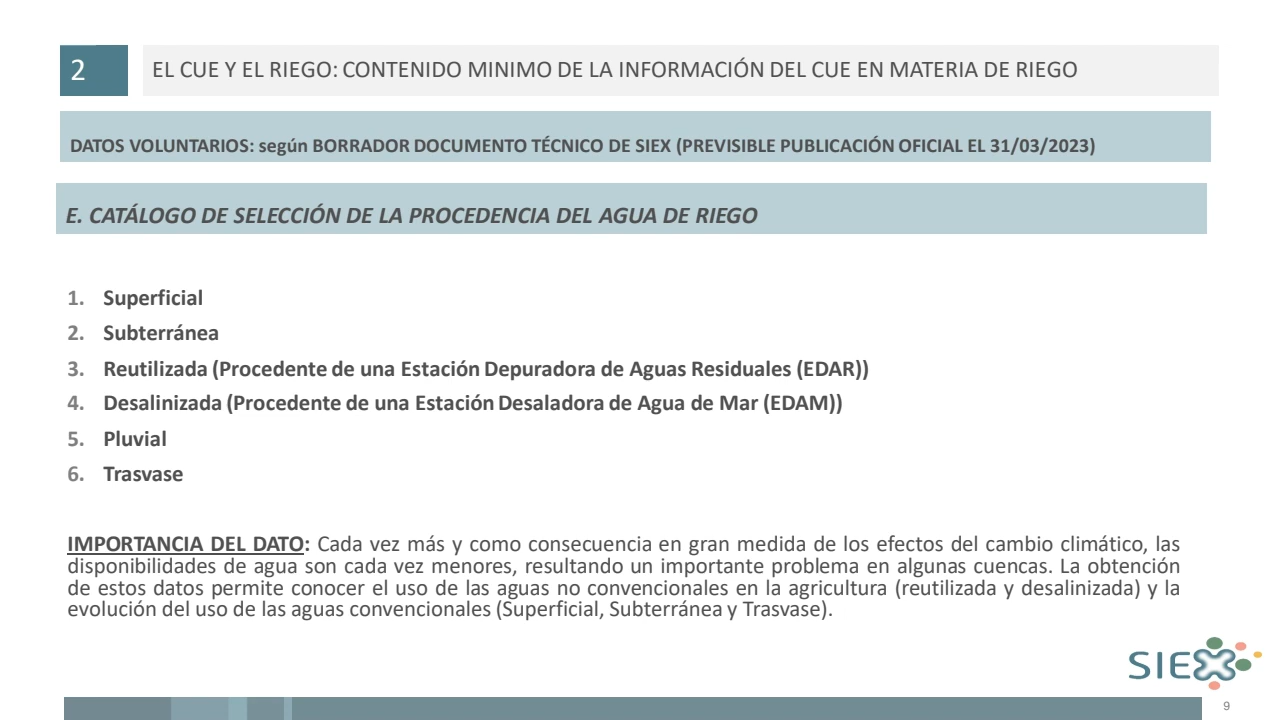 2
EL CUE Y EL RIEGO: CONTENIDO MINIMO DE LA INFORMACIÓN DEL CUE EN MATERIA DE RIEGO
DATOS VOLUNTARIOS: según BORRADOR DOCUMENTO TÉCNICO DE SIEX (PREVISIBLE PUBLICACIÓN OFICIAL EL 31/03/2023)
E. CATÁLOGO DE SELECCIÓN DE LA PROCEDENCIA DEL AGUA DE RIEGO
1. Superficial
2. Subterránea
3. Reutilizada (Procedente de una Estación Depuradora de Aguas Residuales (EDAR))
4. Desalinizada (Procedente de una Estación Desaladora de Agua de Mar (EDAM))
5. Pluvial
6. Trasvase
IMPORTANCIA DEL DATO: Cada vez más y como consecuencia en gran medida de los efectos del cambio climático, las
disponibilidades de agua son cada vez menores, resultando un importante problema en algunas cuencas. La obtención
de estos datos permite conocer el uso de las aguas no convencionales en la agricultura (reutilizada y desalinizada) y la
evolución del uso de las aguas convencionales (Superficial, Subterránea y Trasvase).
SIEX
9